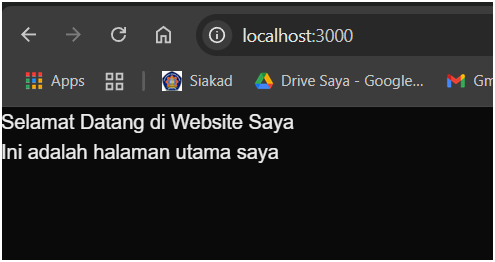 localhost:3000
Apps Siakad Drive Saya - Google... Gm
Selamat Datang di Website Saya
Ini adalah halaman utama saya